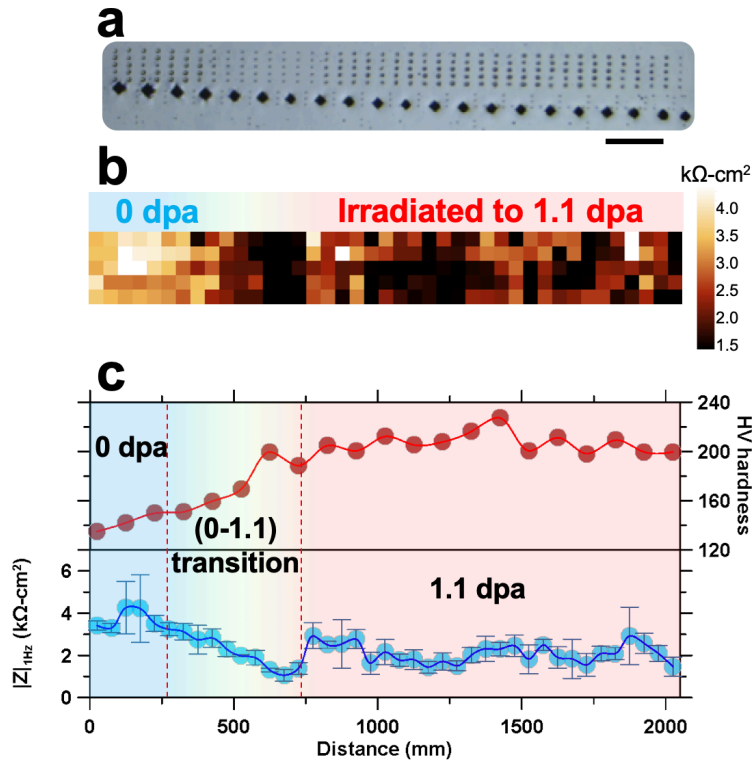 a
b
kΩ-cm²
0 dpa
Irradiated to 1.1 dpa
4.0
3.5
3.0
2.5
2.0
1.5
c
240
200
160
120
HV hardness
0 dpa
(0-1.1)
transition
1.1 dpa
6
4
2
0
|Z|1Hz (kΩ-cm²)
0
500
1000
1500
2000
Distance (mm)